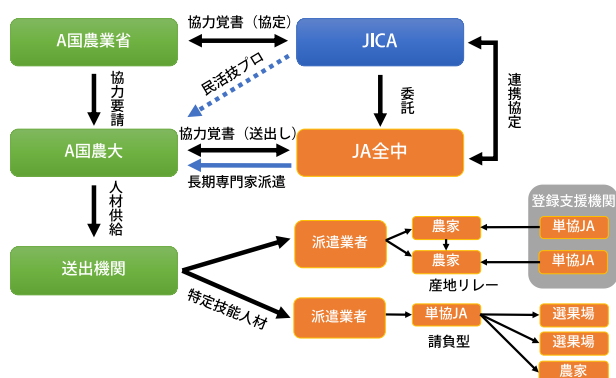 A国農業省
協力覚書（協定）
JICA
協力要請
民活技プロ
委託
連携協定
A国農大
協力覚書（送出し）
JA全中
長期専門家派遣
人材供給
登録支援機関
派遣業者
農家
単協JA
農家
単協JA
送出機関
産地リレー
特定技能人材
派遣業者
単協JA
選果場
請負型
選果場
農家